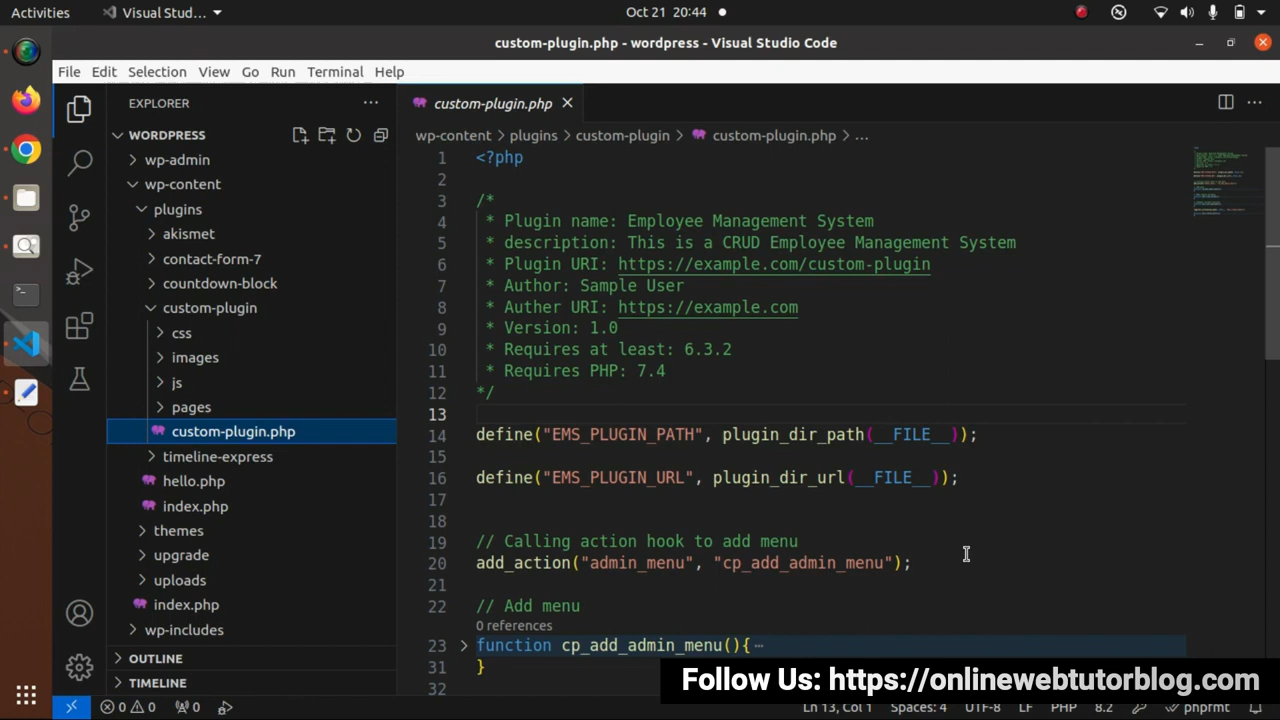 Activities
Visual Stud...
Oct 21 20:44
custom-plugin.php - wordpress - Visual Studio Code
File Edit Selection View Go Run Terminal Help
EXPLORER
WORDPRESS
wp-admin
wp-content
plugins
akismet
contact-form-7
countdown-block
custom-plugin
css
images
js
pages
custom-plugin.php
timeline-express
hello.php
index.php
themes
upgrade
uploads
index.php
wp-includes
OUTLINE
TIMELINE
custom-plugin.php
wp-content > plugins > custom-plugin > custom-plugin.php > ...
1 <?php
2
3 /*
4 * Plugin name: Employee Management System
5 * description: This is a CRUD Employee Management System
6 * Plugin URI: https://example.com/custom-plugin
7 * Author: Sample User
8 * Auther URI: https://example.com
9 * Version: 1.0
10 * Requires at least: 6.3.2
11 * Requires PHP: 7.4
12 */
13
14 define("EMS_PLUGIN_PATH", plugin_dir_path(__FILE__));
15
16 define("EMS_PLUGIN_URL", plugin_dir_url(__FILE__));
17
18
19 // Calling action hook to add menu
20 add_action("admin_menu", "cp_add_admin_menu");
21
22 // Add menu
0 references
23 function cp_add_admin_menu(){ ...
31 }
32
Follow Us: https://onlinewebtutorblog.com
0 0 0 Ln 13, Col 1 Spaces: 4 UTF-8 LF PHP 8.2 phprmt